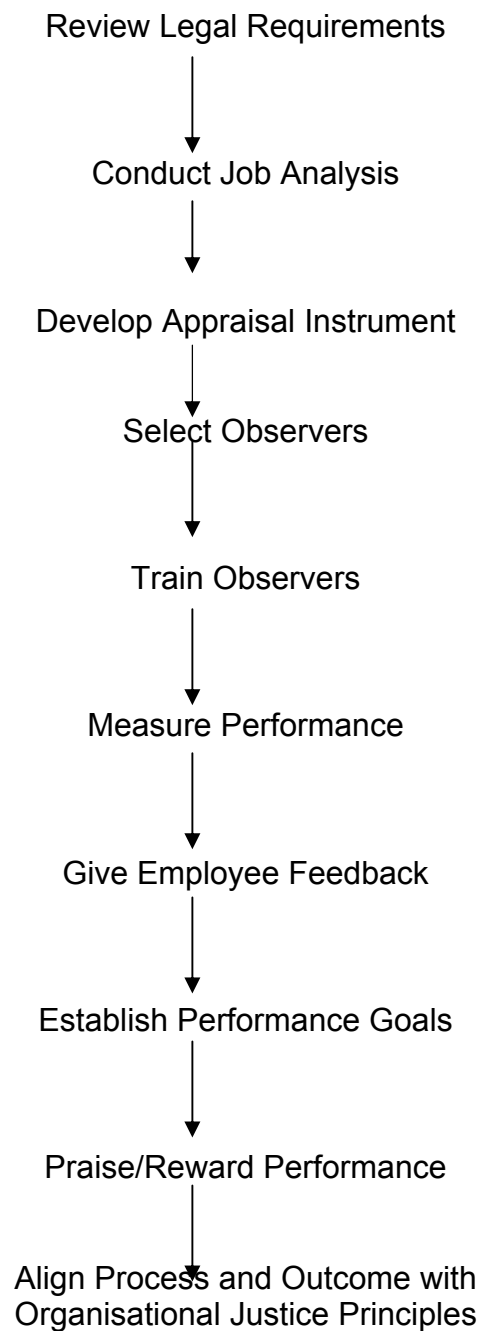 Review Legal Requirements
Conduct Job Analysis
Develop Appraisal Instrument
Select Observers
Train Observers
Measure Performance
Give Employee Feedback
Establish Performance Goals
Praise/Reward Performance
Align Process and Outcome with
Organisational Justice Principles